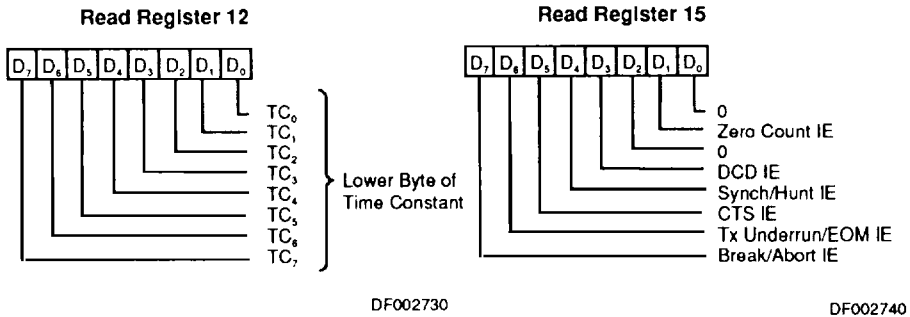 Read Register 12
D₇ D₆ D₅ D₄ D₃ D₂ D₁ D₀
TC₀
TC₁
TC₂
TC₃
TC₄
TC₅
TC₆
TC₇
Lower Byte of
Time Constant
DF002730
Read Register 15
D₇ D₆ D₅ D₄ D₃ D₂ D₁ D₀
0
Zero Count IE
0
DCD IE
Synch/Hunt IE
CTS IE
Tx Underrun/EOM IE
Break/Abort IE
DF002740